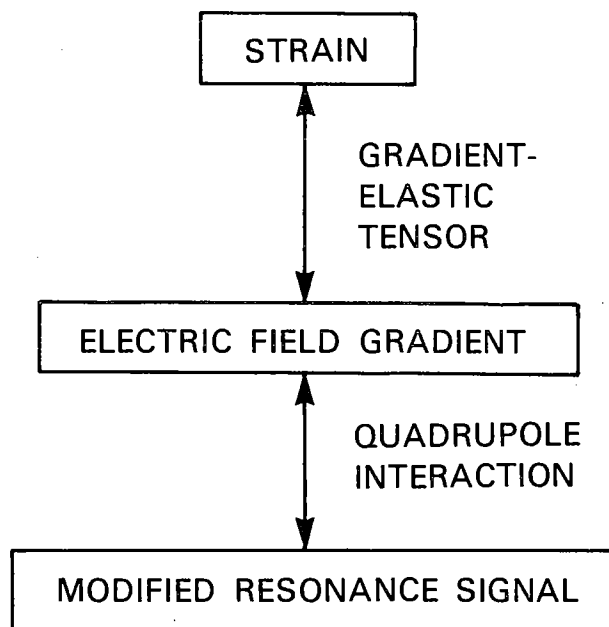 STRAIN
GRADIENT-
ELASTIC
TENSOR
ELECTRIC FIELD GRADIENT
QUADRUPOLE
INTERACTION
MODIFIED RESONANCE SIGNAL